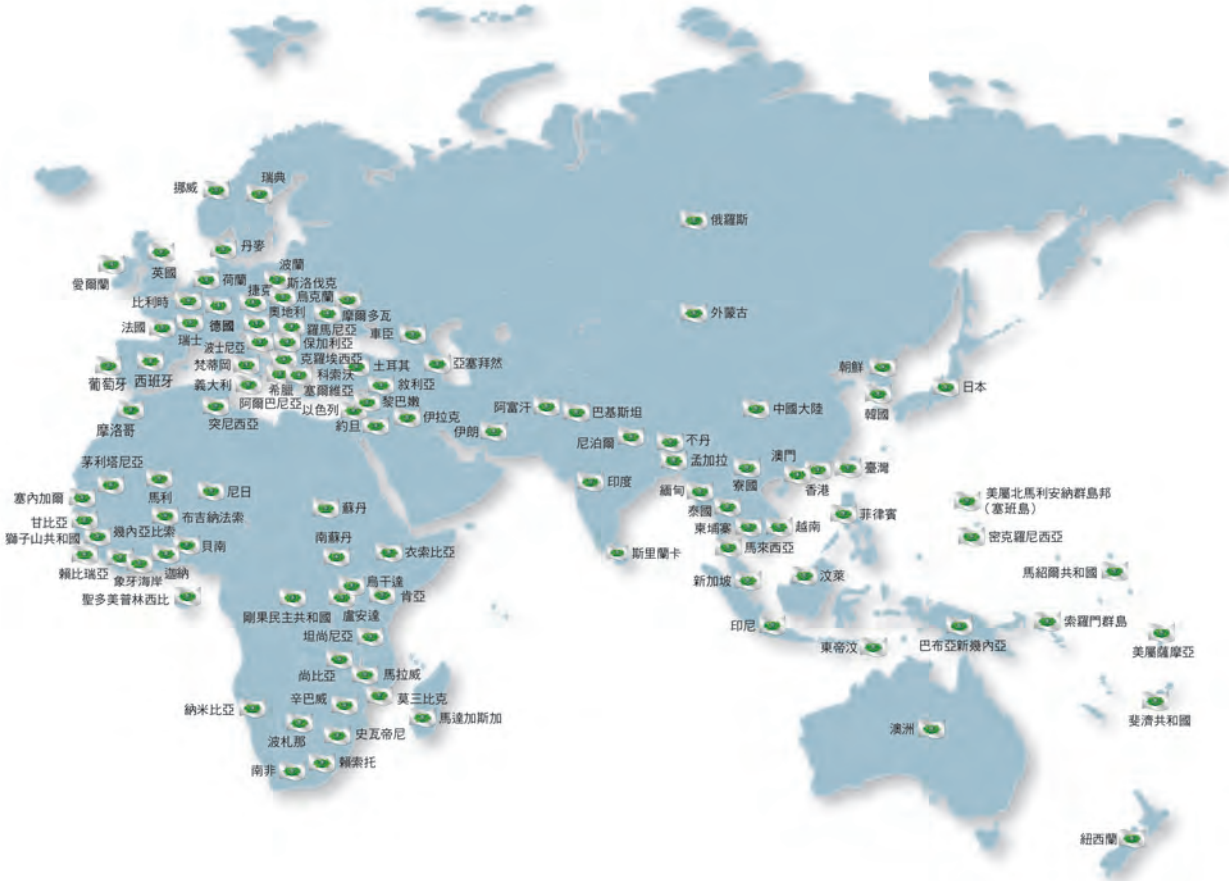 挪威
瑞典
俄羅斯
丹麥
英國
愛爾蘭
荷蘭
波蘭
捷克
斯洛伐克
烏克蘭
比利時
奧地利
摩爾多瓦
外蒙古
法國
瑞士
德國
羅馬尼亞
車臣
波士尼亞
保加利亞
梵蒂岡
克羅埃西亞
土耳其
亞塞拜然
葡萄牙
西班牙
義大利
希臘
科索沃
塞爾維亞
敘利亞
朝鮮
日本
韓國
阿爾巴尼亞
以色列
黎巴嫩
伊拉克
阿富汗
巴基斯坦
中國大陸
摩洛哥
突尼西亞
約旦
伊朗
尼泊爾
不丹
茅利塔尼亞
孟加拉
寮國
澳門
香港
臺灣
塞內加爾
馬利
尼日
蘇丹
印度
緬甸
泰國
美屬北馬利安納群島邦
（塞班島）
甘比亞
幾內亞比索
布吉納法索
菲律賓
獅子山共和國
貝南
南蘇丹
衣索比亞
斯里蘭卡
柬埔寨
越南
密克羅尼西亞
賴比瑞亞
象牙海岸
迦納
馬來西亞
聖多美普林西比
烏干達
肯亞
新加坡
汶萊
馬紹爾共和國
剛果民主共和國
盧安達
坦尚尼亞
印尼
東帝汶
巴布亞新幾內亞
索羅門群島
美屬薩摩亞
尚比亞
馬拉威
納米比亞
辛巴威
莫三比克
馬達加斯加
斐濟共和國
波札那
史瓦帝尼
澳洲
南非
賴索托
紐西蘭